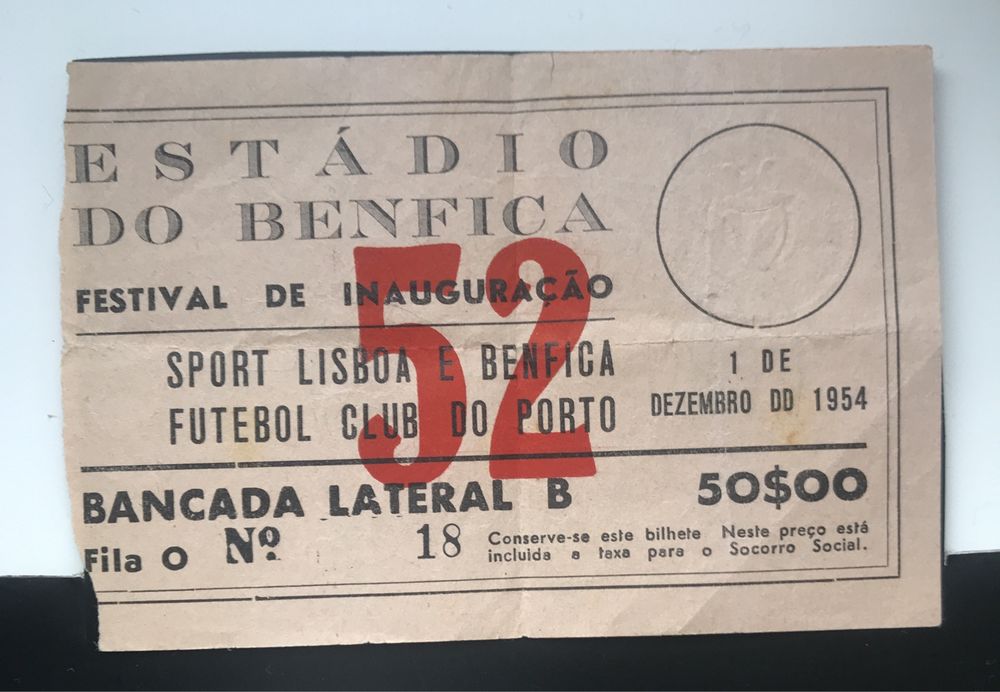 ESTÁDIO
DO BENFICA
52
FESTIVAL DE INAUGURAÇÃO
SPORT LISBOA E BENFICA
FUTEBOL CLUB DO PORTO
1 DE
DEZEMBRO DD 1954
BANCADA LATERAL B
50$00
Fila O Nº 18
Conserve-se este bilhete Neste preço está
incluida a taxa para o Socorro Social.